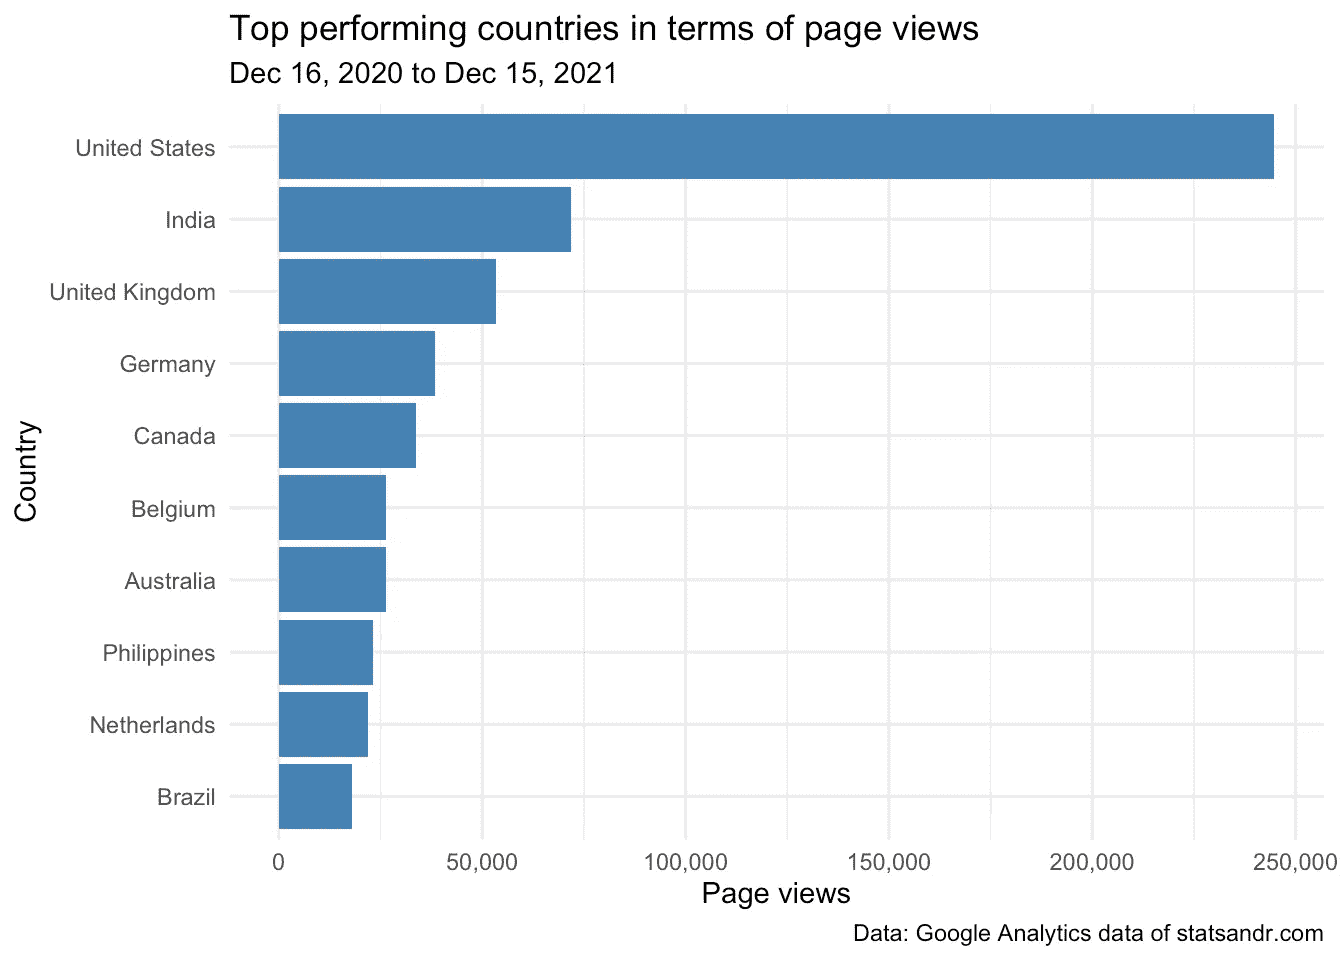 Top performing countries in terms of page views
Dec 16, 2020 to Dec 15, 2021
Country
United States
India
United Kingdom
Germany
Canada
Belgium
Australia
Philippines
Netherlands
Brazil
0 50,000 100,000 150,000 200,000 250,000
Page views
Data: Google Analytics data of statsandr.com